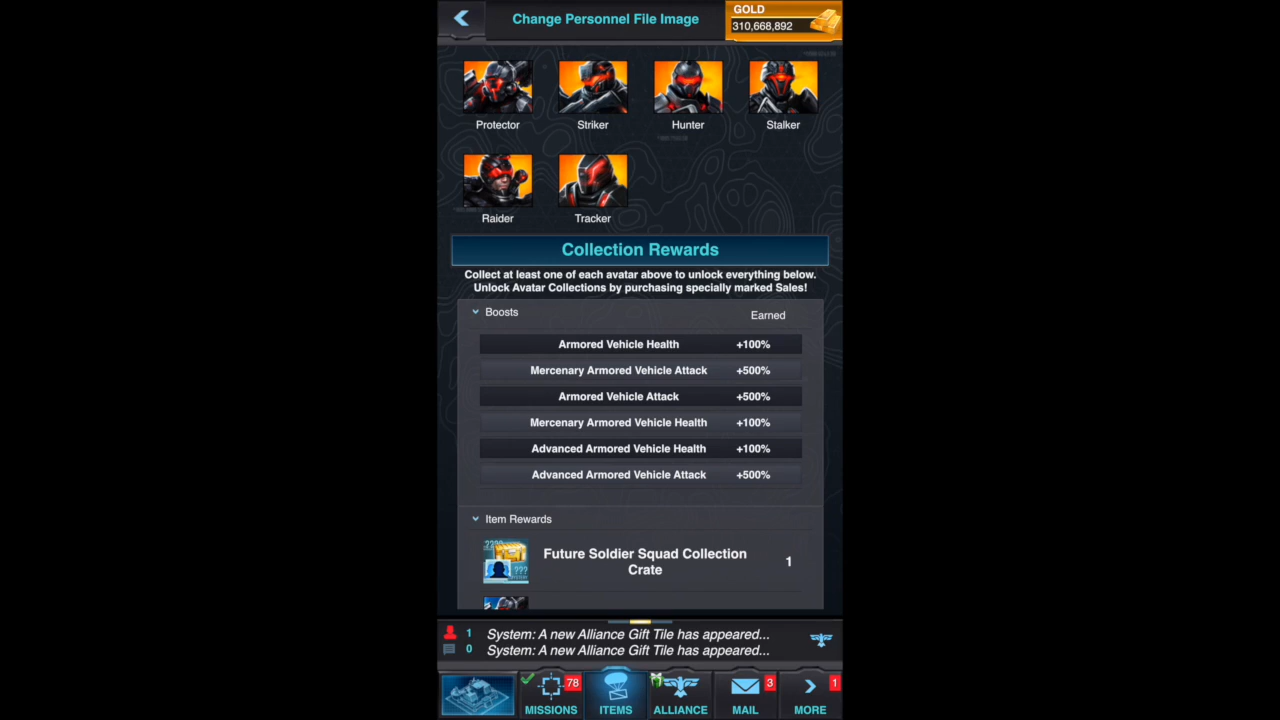 Change Personnel File Image
GOLD
310,668,892
Protector
Striker
Hunter
Stalker
Raider
Tracker
Collection Rewards
Collect at least one of each avatar above to unlock everything below.
Unlock Avatar Collections by purchasing specially marked Sales!
Boosts
Earned
Armored Vehicle Health +100%
Mercenary Armored Vehicle Attack +500%
Armored Vehicle Attack +500%
Mercenary Armored Vehicle Health +100%
Advanced Armored Vehicle Health +100%
Advanced Armored Vehicle Attack +500%
Item Rewards
????
???
Future Soldier Squad Collection
Crate
1
1 System: A new Alliance Gift Tile has appeared...
0 System: A new Alliance Gift Tile has appeared...
78
3
1
MISSIONS
ITEMS
ALLIANCE
MAIL
MORE